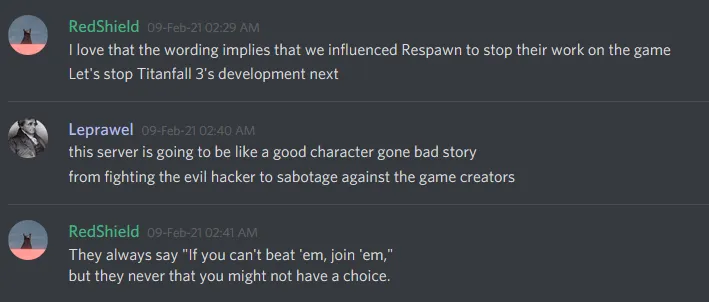 RedShield 09-Feb-21 02:29 AM
I love that the wording implies that we influenced Respawn to stop their work on the game
Let's stop Titanfall 3's development next
Leprawel 09-Feb-21 02:40 AM
this server is going to be like a good character gone bad story
from fighting the evil hacker to sabotage against the game creators
RedShield 09-Feb-21 02:41 AM
They always say "If you can't beat 'em, join 'em,"
but they never that you might not have a choice.